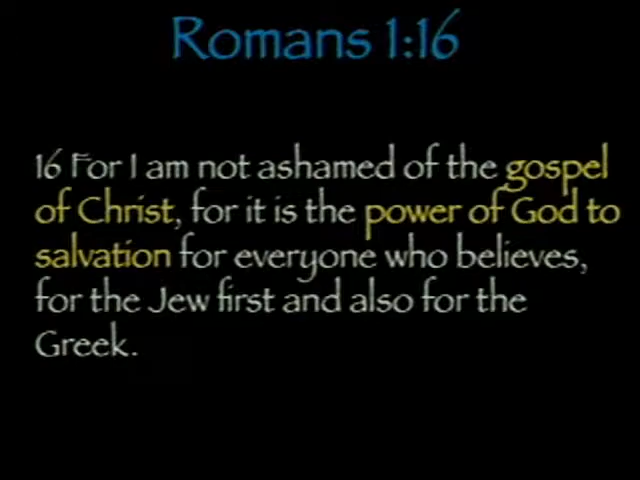 Romans 1:16
16 For I am not ashamed of the gospel
of Christ, for it is the power of God to
salvation for everyone who believes,
for the Jew first and also for the
Greek.